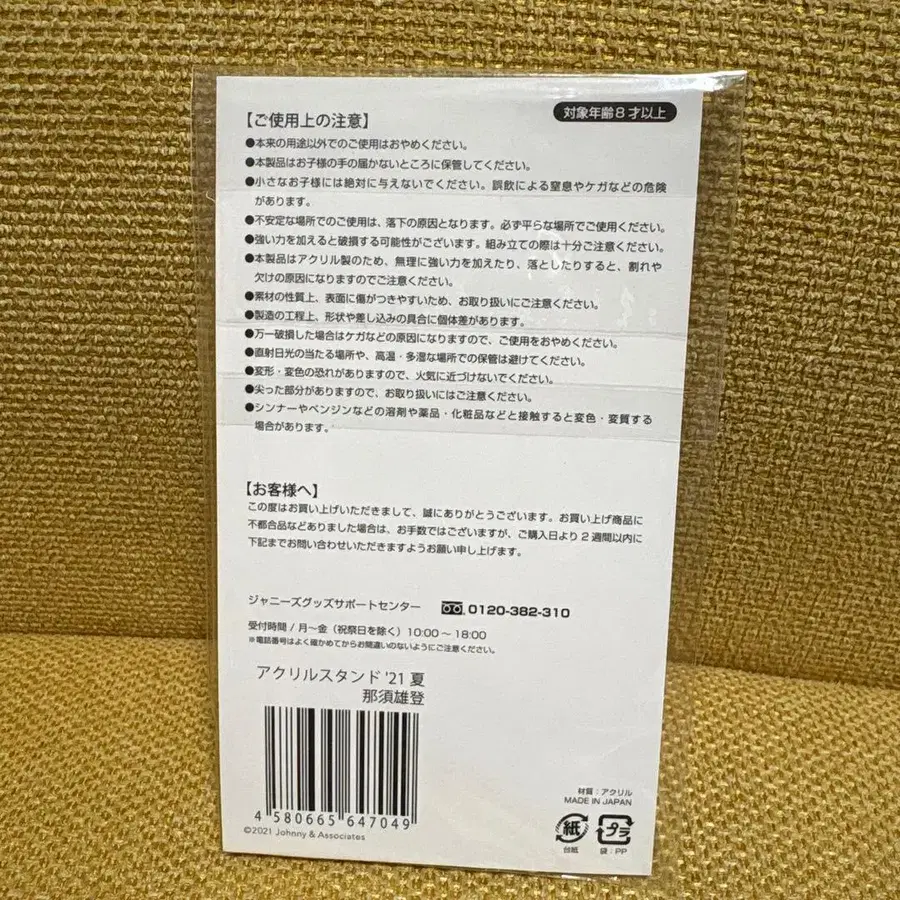 対象年齢8才以上
【ご使用上の注意】
●本来の用途以外でのご使用はおやめください。
●本製品はお子様の手の届かないところに保管してください。
●小さなお子様には絶対に与えないでください。誤飲による窒息やケガなどの危険
があります。
●不安定な場所でのご使用は、落下の原因となります。必ず平らな場所でご使用ください。
●強い力を加えると破損する可能性がございます。組み立ての際は十分ご注意ください。
●本製品はアクリル製のため、無理に強い力を加えたり、落としたりすると、割れや
欠けの原因になりますのでご注意ください。
●素材の性質上、表面に傷がつきやすいため、お取り扱いにご注意ください。
●製造の工程上、形状や差し込みの具合に個体差があります。
●万一破損した場合はケガなどの原因になりますので、ご使用をおやめください。
●直射日光の当たる場所や、高温・多湿な場所での保管は避けてください。
●変形・変色の恐れがありますので、火気に近づけないでください。
●尖った部分がありますので、お取り扱いにはご注意ください。
●シンナーやベンジンなどの溶剤や薬品・化粧品などと接触すると変色・変質する
場合があります。
【お客様へ】
この度はお買い上げいただきまして、誠にありがとうございます。お買い上げ商品に
不都合品などありました場合は、お手数ではございますが、ご購入日より2週間以内に
下記までお問い合わせいただきますようお願い申し上げます。
ジャニーズグッズサポートセンター 0120-382-310
受付時間/月〜金(祝祭日を除く)10:00〜18:00
※電話番号はよく確かめてからお間違いのないようにご注意ください。
アクリルスタンド'21 夏
那須雄登
4 580665 647049
©2021 Johnny & Associates
材質:アクリル
MADE IN JAPAN
紙 プラ
台紙 袋:PP